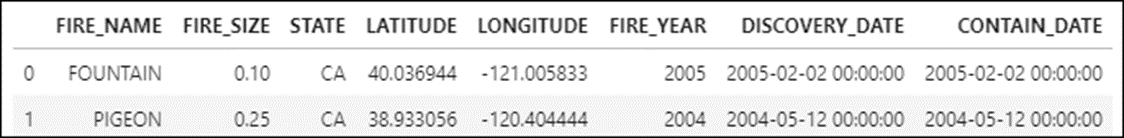 FIRE_NAME FIRE_SIZE STATE LATITUDE LONGITUDE FIRE_YEAR DISCOVERY_DATE CONTAIN_DATE
0 FOUNTAIN 0.10 CA 40.036944 -121.005833 2005 2005-02-02 00:00:00 2005-02-02 00:00:00
1 PIGEON 0.25 CA 38.933056 -120.404444 2004 2004-05-12 00:00:00 2004-05-12 00:00:00